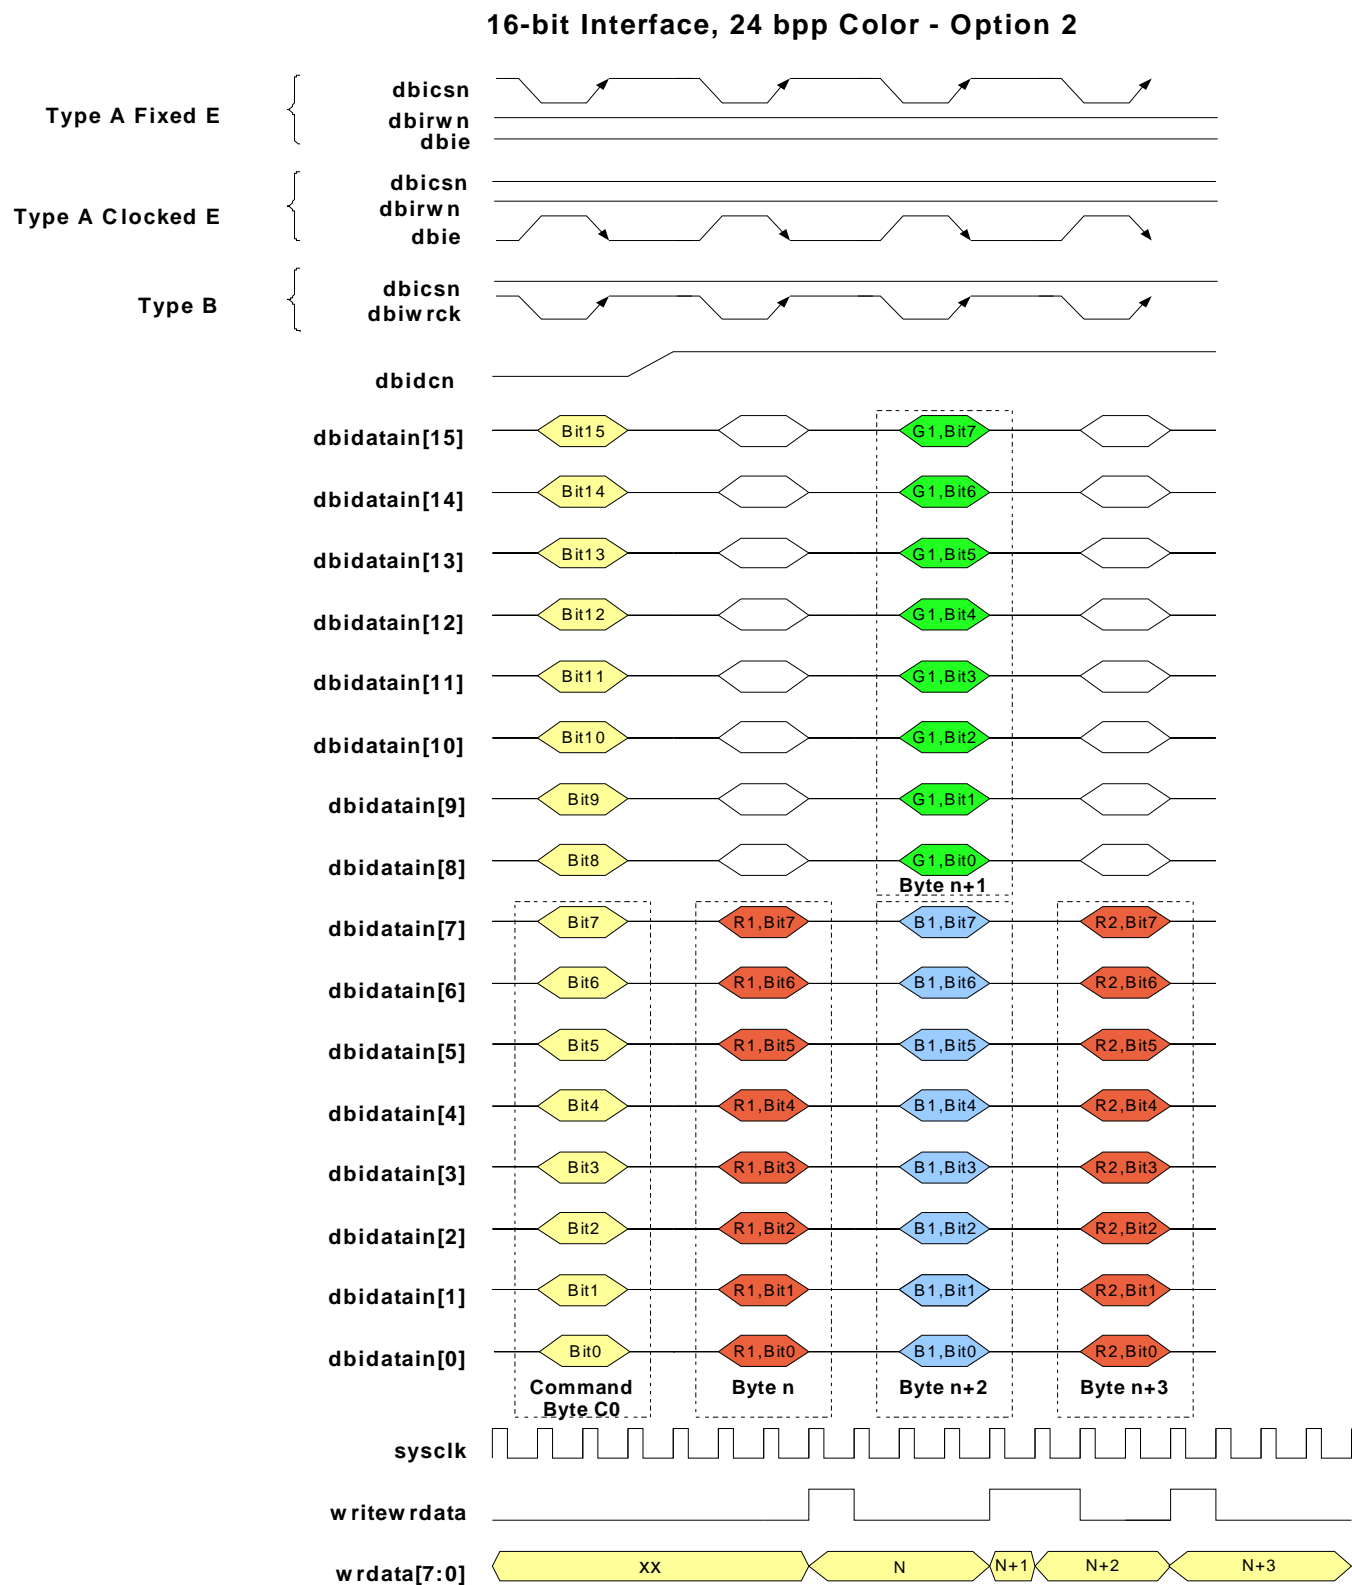 16-bit Interface, 24 bpp Color - Option 2
Type A Fixed E
dbicsn
dbirwn
dbie
Type A Clocked E
dbicsn
dbirwn
dbie
Type B
dbicsn
dbiwrck
dbidcn
dbidatain[15] Bit15 G1,Bit7
dbidatain[14] Bit14 G1,Bit6
dbidatain[13] Bit13 G1,Bit5
dbidatain[12] Bit12 G1,Bit4
dbidatain[11] Bit11 G1,Bit3
dbidatain[10] Bit10 G1,Bit2
dbidatain[9] Bit9 G1,Bit1
dbidatain[8] Bit8 G1,Bit0
Byte n+1
dbidatain[7] Bit7 R1,Bit7 B1,Bit7 R2,Bit7
dbidatain[6] Bit6 R1,Bit6 B1,Bit6 R2,Bit6
dbidatain[5] Bit5 R1,Bit5 B1,Bit5 R2,Bit5
dbidatain[4] Bit4 R1,Bit4 B1,Bit4 R2,Bit4
dbidatain[3] Bit3 R1,Bit3 B1,Bit3 R2,Bit3
dbidatain[2] Bit2 R1,Bit2 B1,Bit2 R2,Bit2
dbidatain[1] Bit1 R1,Bit1 B1,Bit1 R2,Bit1
dbidatain[0] Bit0 R1,Bit0 B1,Bit0 R2,Bit0
Command Byte n Byte n+2 Byte n+3
Byte C0
sysclk
writewrdata
wrdata[7:0] XX N N+1 N+2 N+3